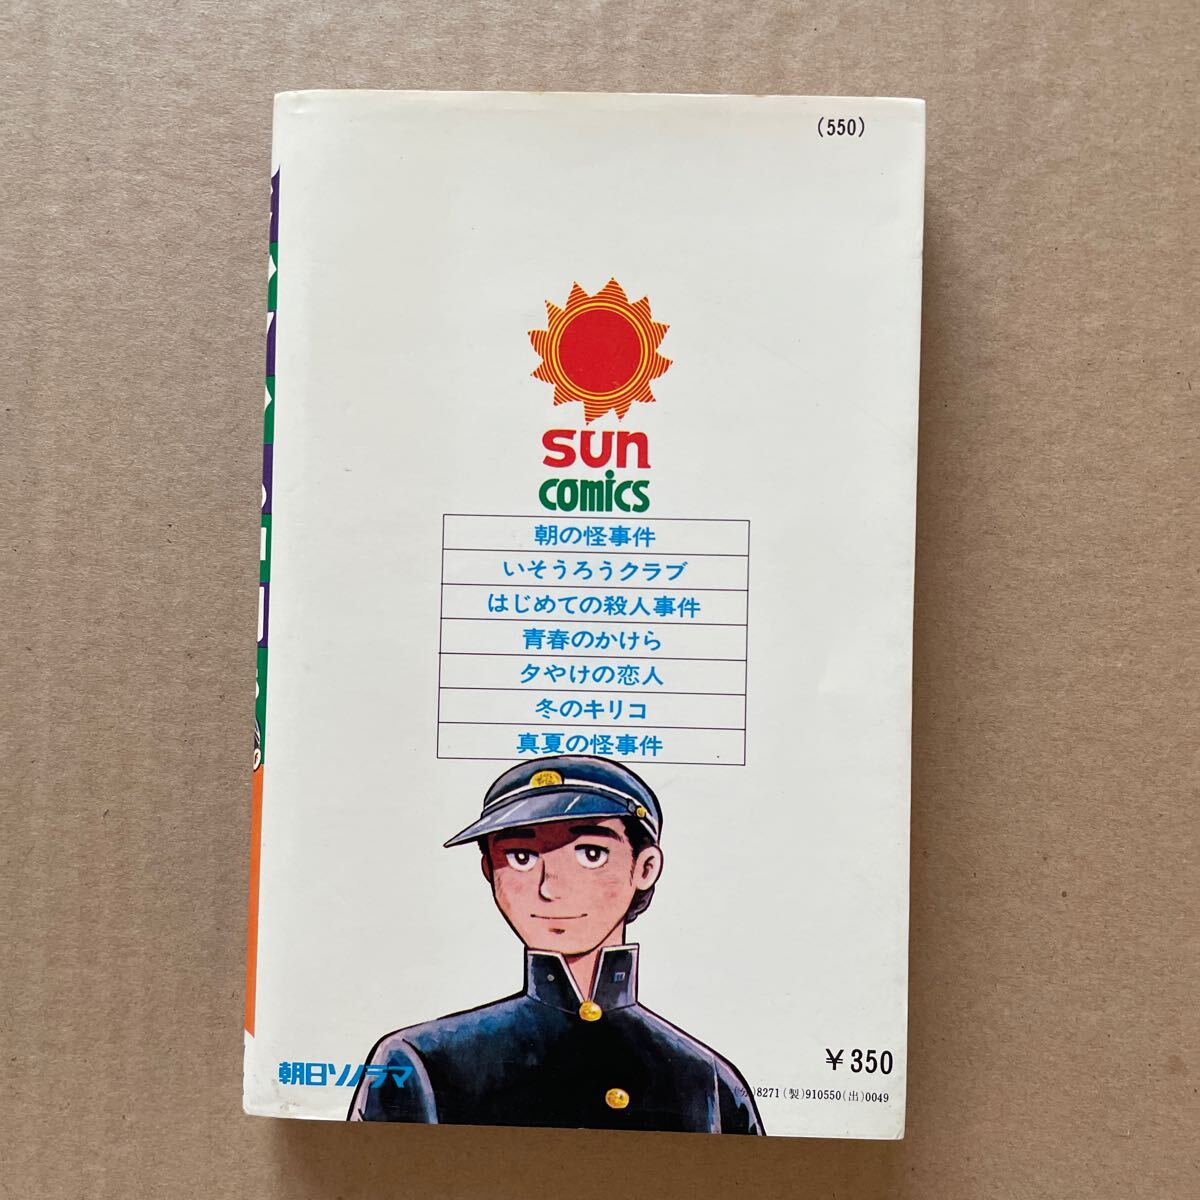 (550)
sun
comics
朝の怪事件
いそうろうクラブ
はじめての殺人事件
青春のかけら
夕やけの恋人
冬のキリコ
真夏の怪事件
¥350
朝日ソノラマ
(分)8271(製)910550(出)0049